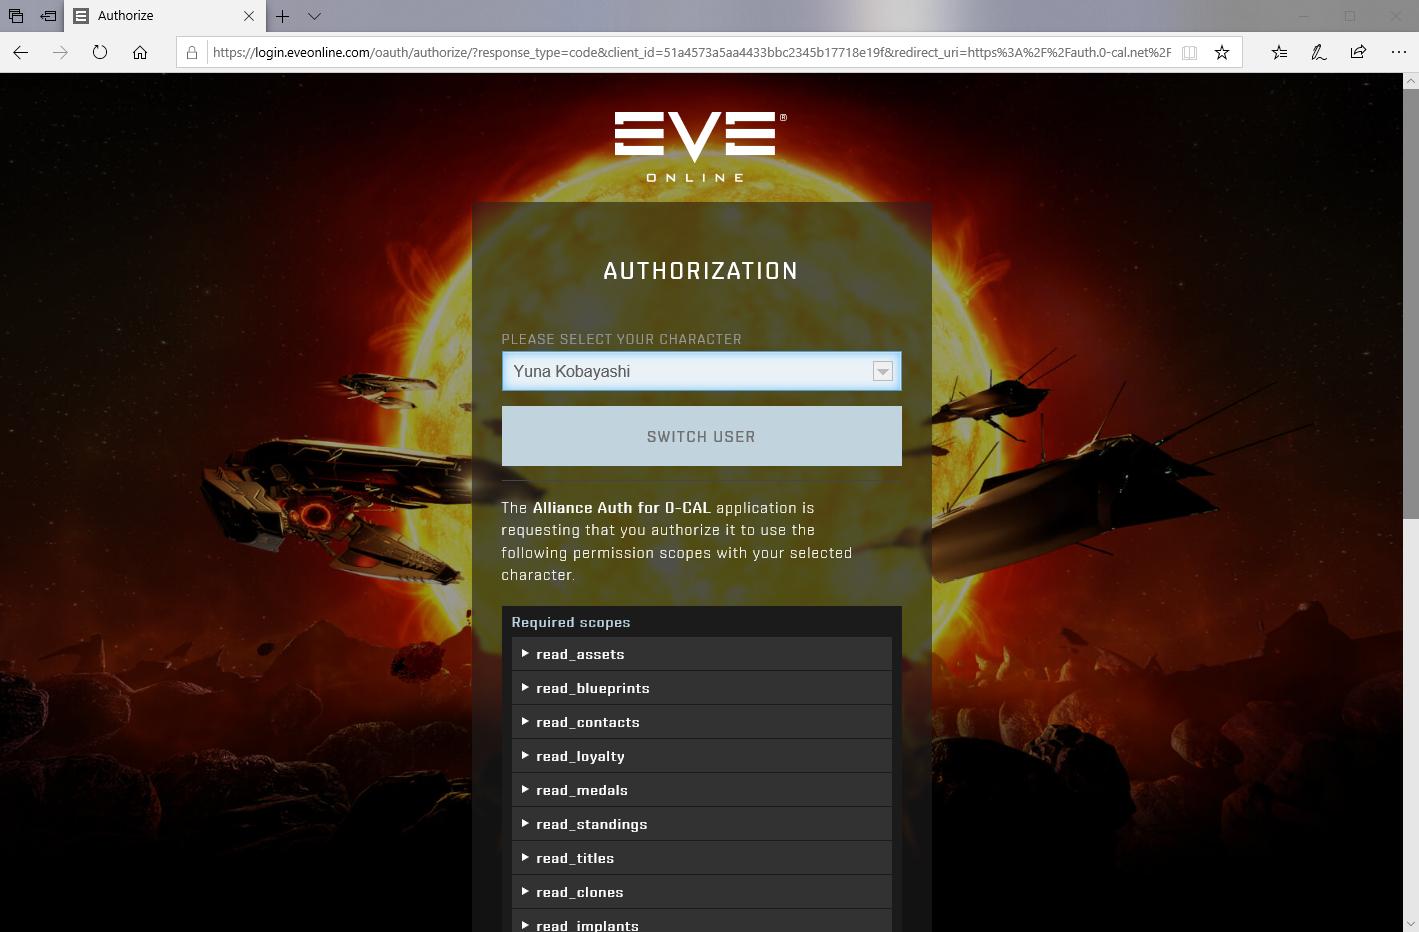 Authorize
https://login.eveonline.com/oauth/authorize/?response_type=code&client_id=51a4573a5aa4433bbc2345b17718e19f&redirect_uri=https%3A%2F%2Fauth.0-cal.net%2F
EVE®
ONLINE
AUTHORIZATION
PLEASE SELECT YOUR CHARACTER
Yuna Kobayashi
SWITCH USER
The Alliance Auth for 0-CAL application is
requesting that you authorize it to use the
following permission scopes with your selected
character.
Required scopes
read_assets
read_blueprints
read_contacts
read_loyalty
read_medals
read_standings
read_titles
read_clones
read_implants